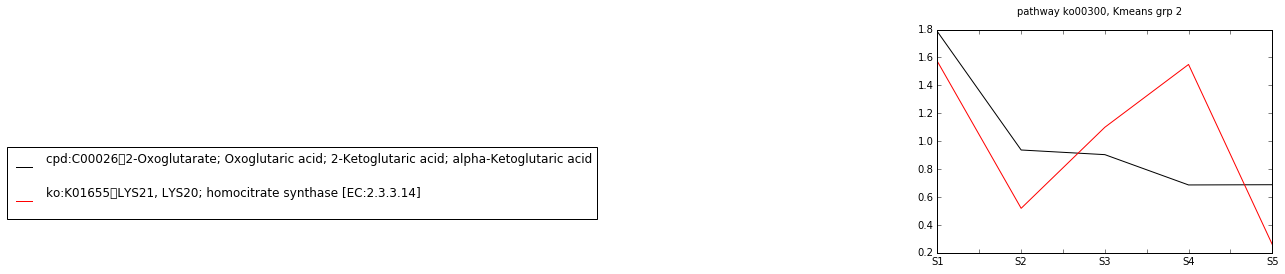 pathway ko00300, Kmeans grp 2
cpd:C00026▯2-Oxoglutarate; Oxoglutaric acid; 2-Ketoglutaric acid; alpha-Ketoglutaric acid
ko:K01655▯LYS21, LYS20; homocitrate synthase [EC:2.3.3.14]
1.8
1.6
1.4
1.2
1.0
0.8
0.6
0.4
0.2
S1 S2 S3 S4 S5